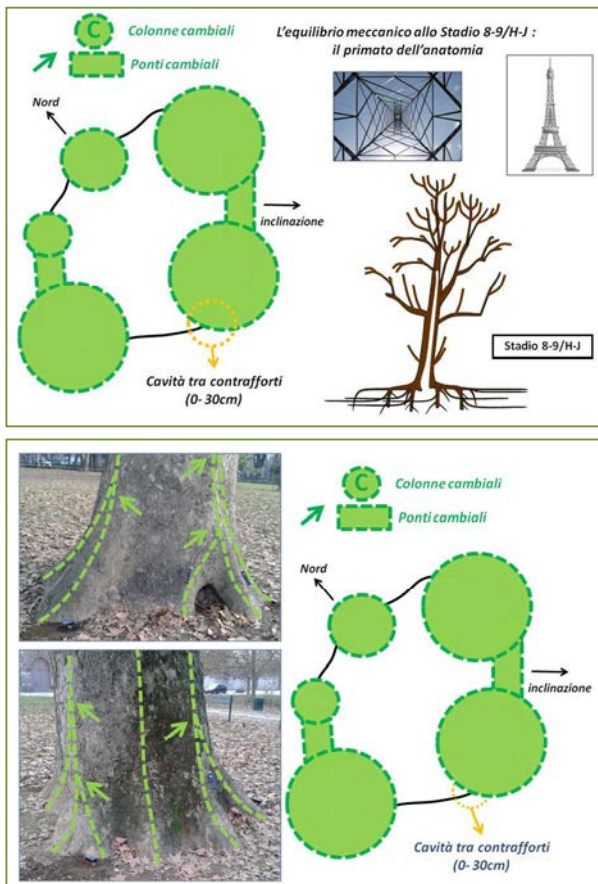 C
Colonne cambiali
Ponti cambiali
L'equilibrio meccanico allo Stadio 8-9/H-J :
il primato dell'anatomia
Nord
inclinazione
Stadio 8-9/H-J
Cavità tra contrafforti
(0- 30cm)
C
Colonne cambiali
Ponti cambiali
Nord
inclinazione
Cavità tra contrafforti
(0- 30cm)